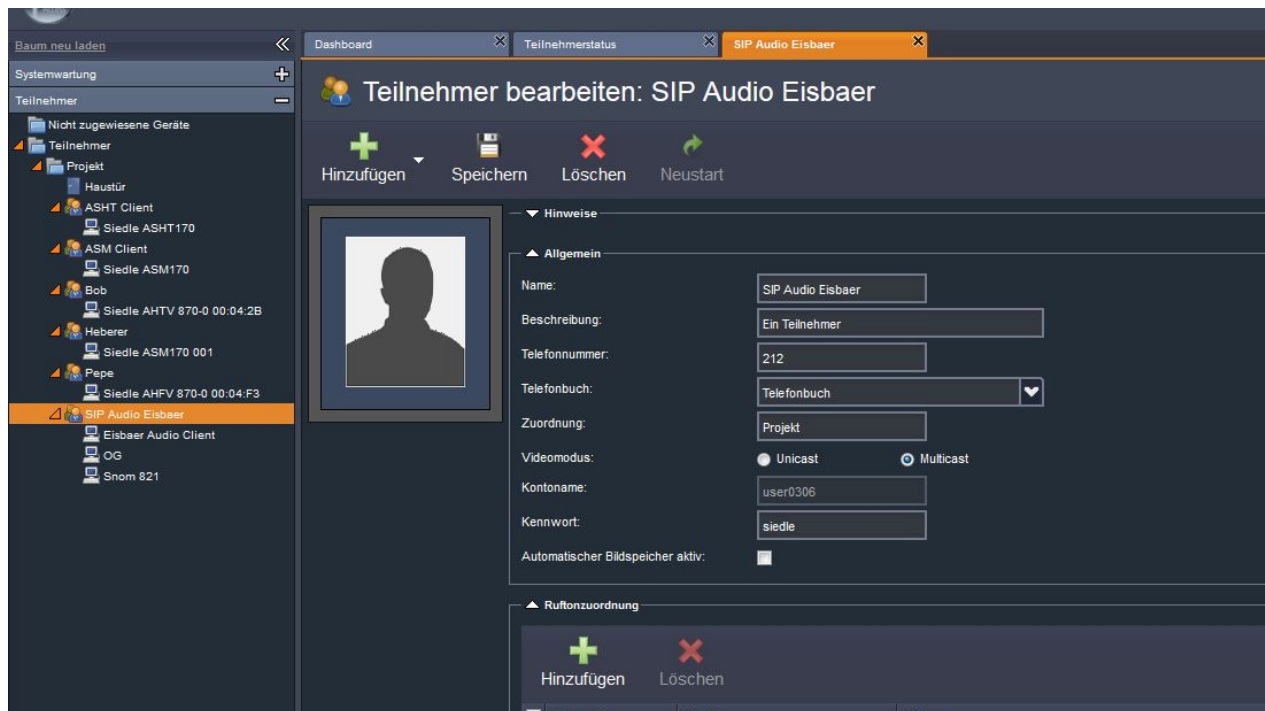 Baum neu laden
Systemwartung
Teilnehmer
Nicht zugewiesene Geräte
Teilnehmer
Projekt
Haustür
ASHT Client
Siedle ASHT170
ASM Client
Siedle ASM170
Bob
Siedle AHTV 870-0 00:04:2B
Heberer
Siedle ASM170 001
Pepe
Siedle AHFV 870-0 00:04:F3
SIP Audio Eisbaer
Eisbaer Audio Client
OG
Snom 821
Dashboard
Teilnehmerstatus
SIP Audio Eisbaer
Teilnehmer bearbeiten: SIP Audio Eisbaer
Hinzufügen
Speichern
Löschen
Neustart
Hinweise
Allgemein
Name:
SIP Audio Eisbaer
Beschreibung:
Ein Teilnehmer
Telefonnummer:
212
Telefonbuch:
Telefonbuch
Zuordnung:
Projekt
Videomodus:
Unicast
Multicast
Kontoname:
user0306
Kennwort:
siedle
Automatischer Bildspeicher aktiv:
Ruftonzuordnung
Hinzufügen
Löschen